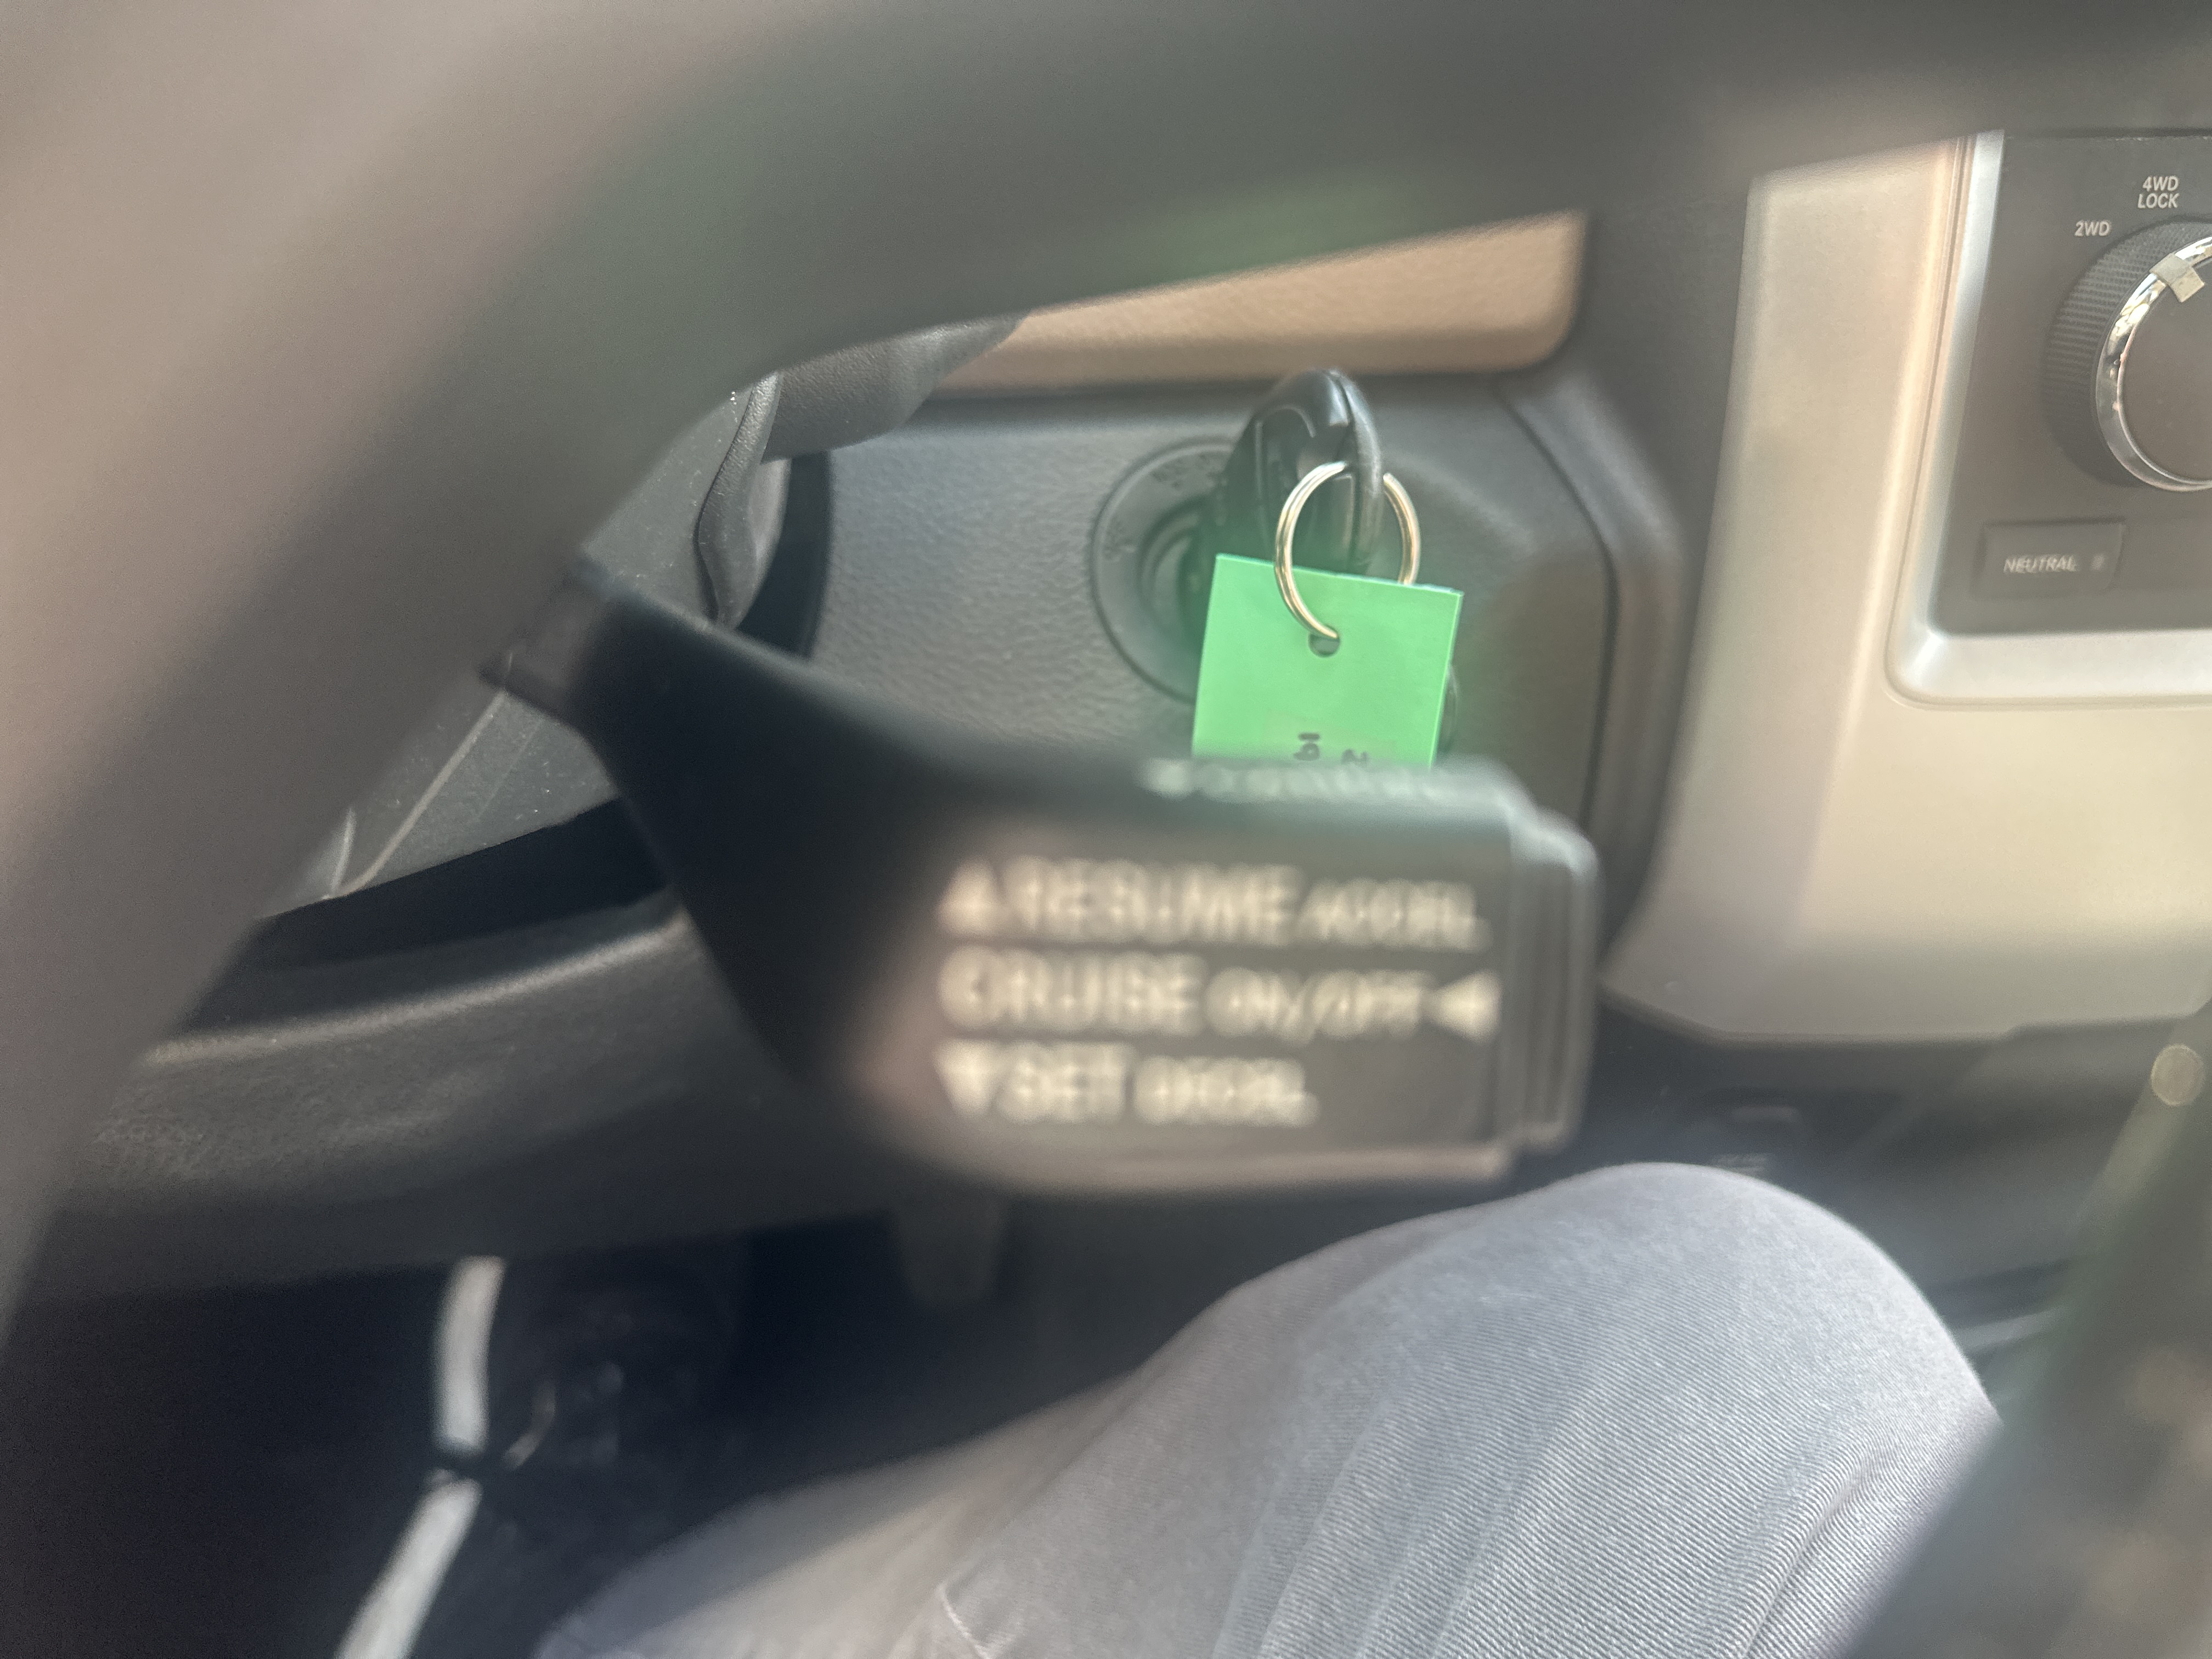 4WD
LOCK
2WD
NEUTRAL
RESUME ACCEL
CRUISE ON/OFF
SET DECEL